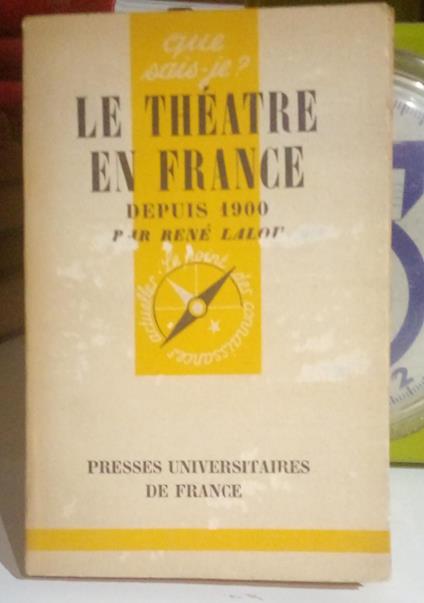 que
sais-je?
LE THÉATRE
EN FRANCE
DEPUIS 1900
PAR RENÉ LALOU
Le point des connaissances actuelles
PRESSES UNIVERSITAIRES
DE FRANCE
2